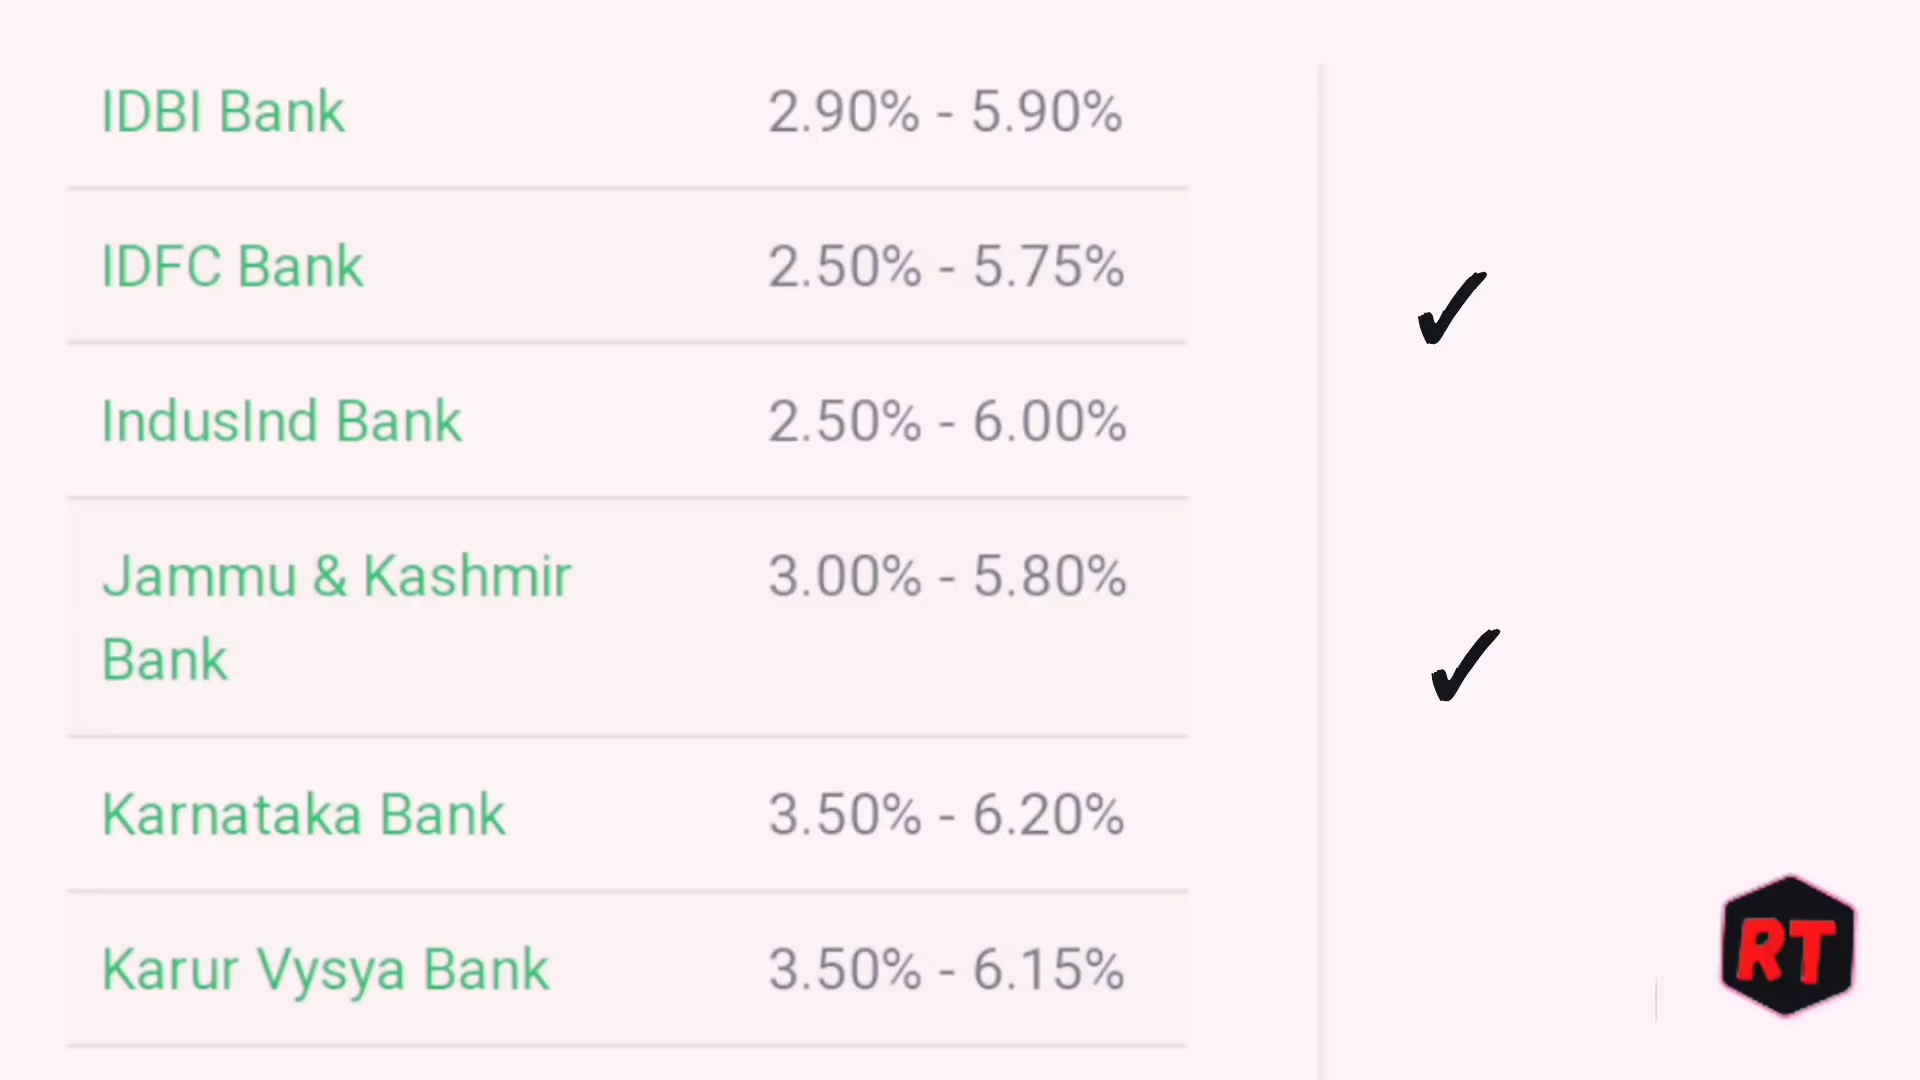 IDBI Bank 2.90% - 5.90%
IDFC Bank 2.50% - 5.75%
✓
IndusInd Bank 2.50% - 6.00%
Jammu & Kashmir 3.00% - 5.80%
Bank
✓
Karnataka Bank 3.50% - 6.20%
Karur Vysya Bank 3.50% - 6.15%
RT